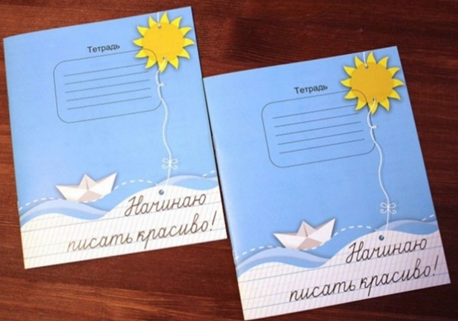 Тетрадь
Начинаю
писать красиво!
Тетрадь
Начинаю
писать красиво!